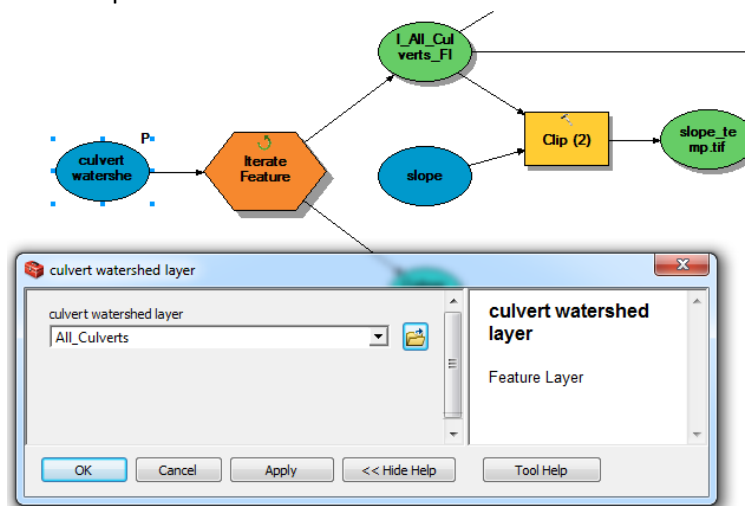 I_All_Cul
verts_Fl
P
culvert
watershe
Iterate
Feature
slope
Clip (2)
slope_te
mp.tif
culvert watershed layer
culvert watershed layer
All_Culverts
culvert watershed
layer
Feature Layer
OK
Cancel
Apply
<< Hide Help
Tool Help